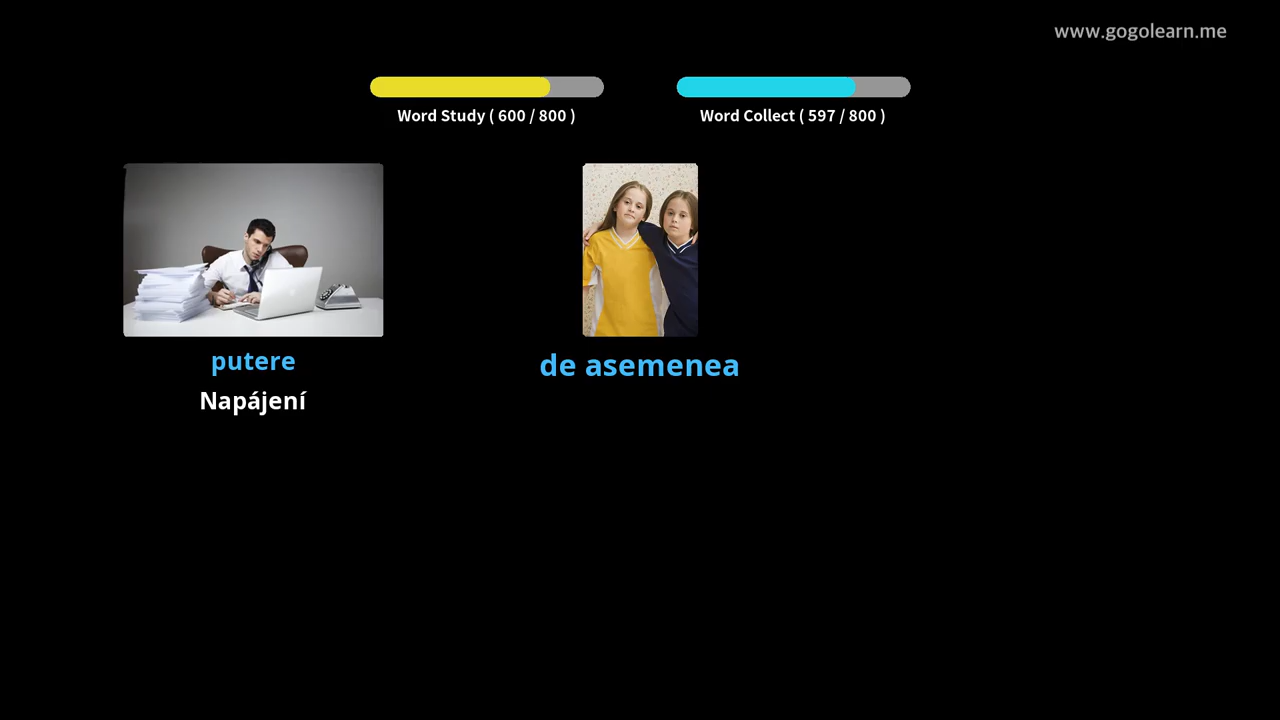 www.gogolearn.me
Word Study ( 600 / 800 )
Word Collect ( 597 / 800 )
putere
Napájení
de asemenea